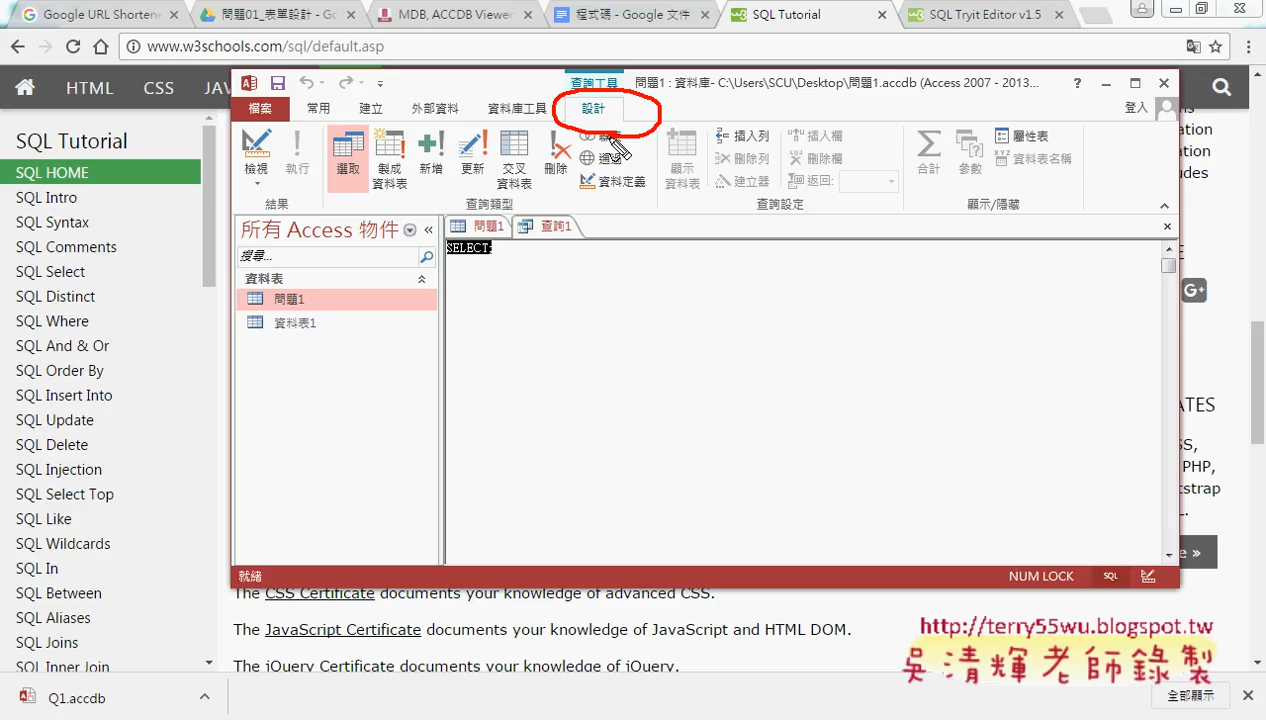 Google URL Shortene
問題01_表單設計 - Go
MDB, ACCDB Viewer
程式碼 - Google 文件
SQL Tutorial
SQL Tryit Editor v1.5
www.w3schools.com/sql/default.asp
HTML
CSS
JAV
查詢工具
問題1 : 資料庫- C:\Users\SCU\Desktop\問題1.accdb (Access 2007 - 2013...
檔案
常用
建立
外部資料
資料庫工具
設計
登入
檢視
執行
選取
製成
資料表
新增
更新
交叉
資料表
刪除
資料定義
顯示
資料表
插入列
刪除列
建立器
插入欄
刪除欄
返回:
合計
參數
屬性表
資料表名稱
結果
查詢類型
查詢設定
顯示/隱藏
所有 Access 物件
搜尋...
資料表
問題1
資料表1
問題1
查詢1
SELECT;
就緒
NUM LOCK
SQL
SQL Tutorial
SQL HOME
SQL Intro
SQL Syntax
SQL Comments
SQL Select
SQL Distinct
SQL Where
SQL And & Or
SQL Order By
SQL Insert Into
SQL Update
SQL Delete
SQL Injection
SQL Select Top
SQL Like
SQL Wildcards
SQL In
SQL Between
SQL Aliases
SQL Joins
SQL Inner Join
ation
ation
udes
G+
ATES
SS,
PHP,
tstrap
e »
The CSS Certificate documents your knowledge of advanced CSS.
The JavaScript Certificate documents your knowledge of JavaScript and HTML DOM.
The jQuery Certificate documents your knowledge of jQuery.
http://terry55wu.blogspot.tw
吳清輝老師錄製
Q1.accdb
全部顯示